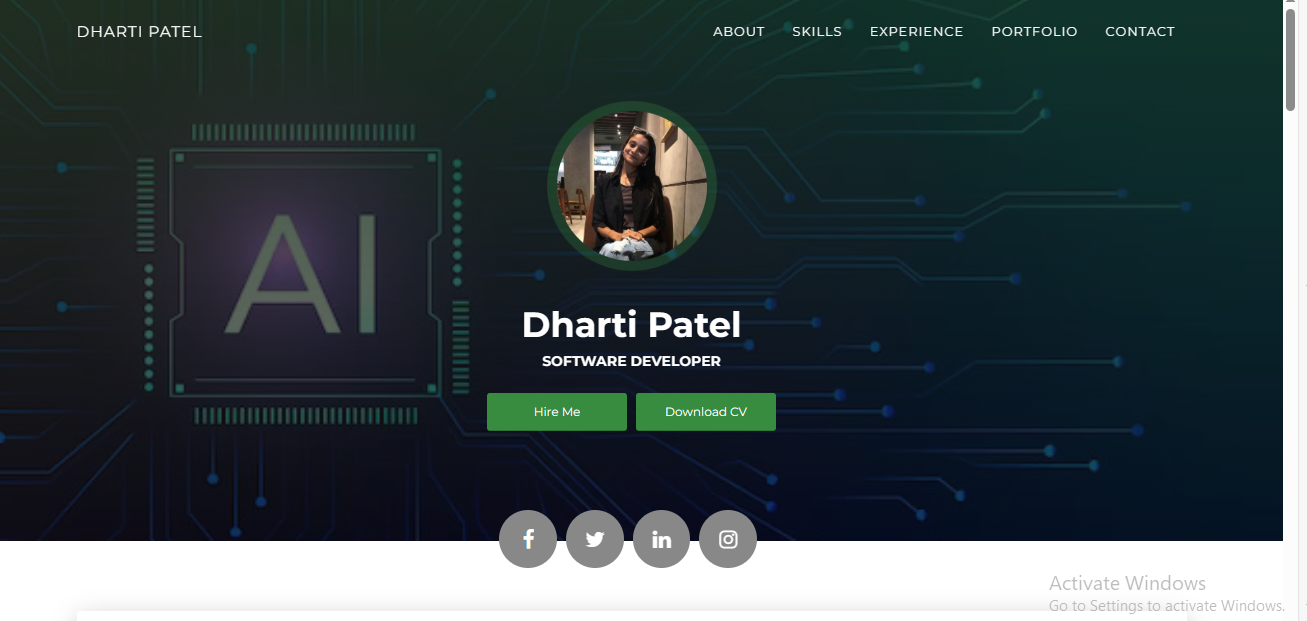 DHARTI PATEL
ABOUT SKILLS EXPERIENCE PORTFOLIO CONTACT
AI
Dharti Patel
SOFTWARE DEVELOPER
Hire Me Download CV
Activate Windows
Go to Settings to activate Windows.